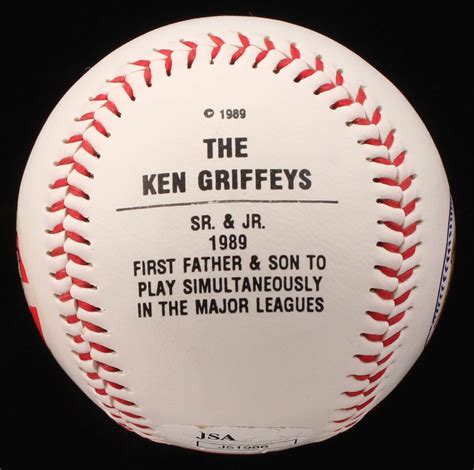 © 1989
THE
KEN GRIFFEYS
SR. & JR.
1989
FIRST FATHER & SON TO
PLAY SIMULTANEOUSLY
IN THE MAJOR LEAGUES
JSA